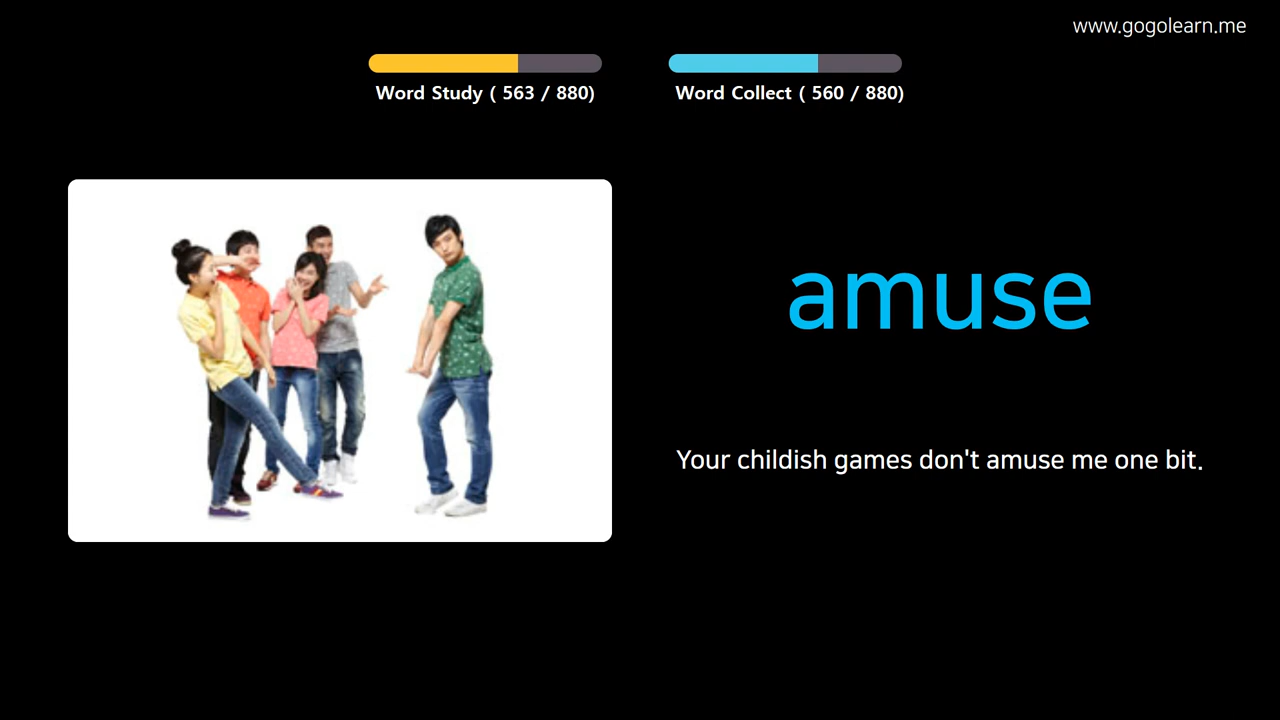 www.gogolearn.me
Word Study ( 563 / 880)
Word Collect ( 560 / 880)
amuse
Your childish games don't amuse me one bit.